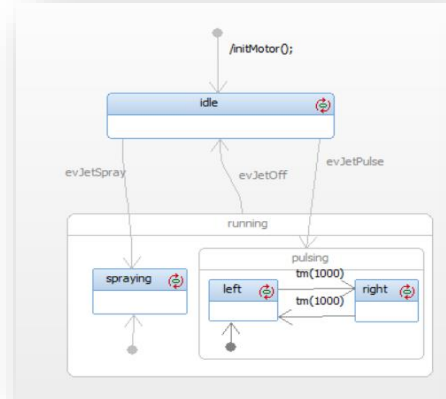 /initMotor();
idle
evJetSpray
evJetOff
evJetPulse
running
pulsing
spraying
left
tm(1000)
right
tm(1000)